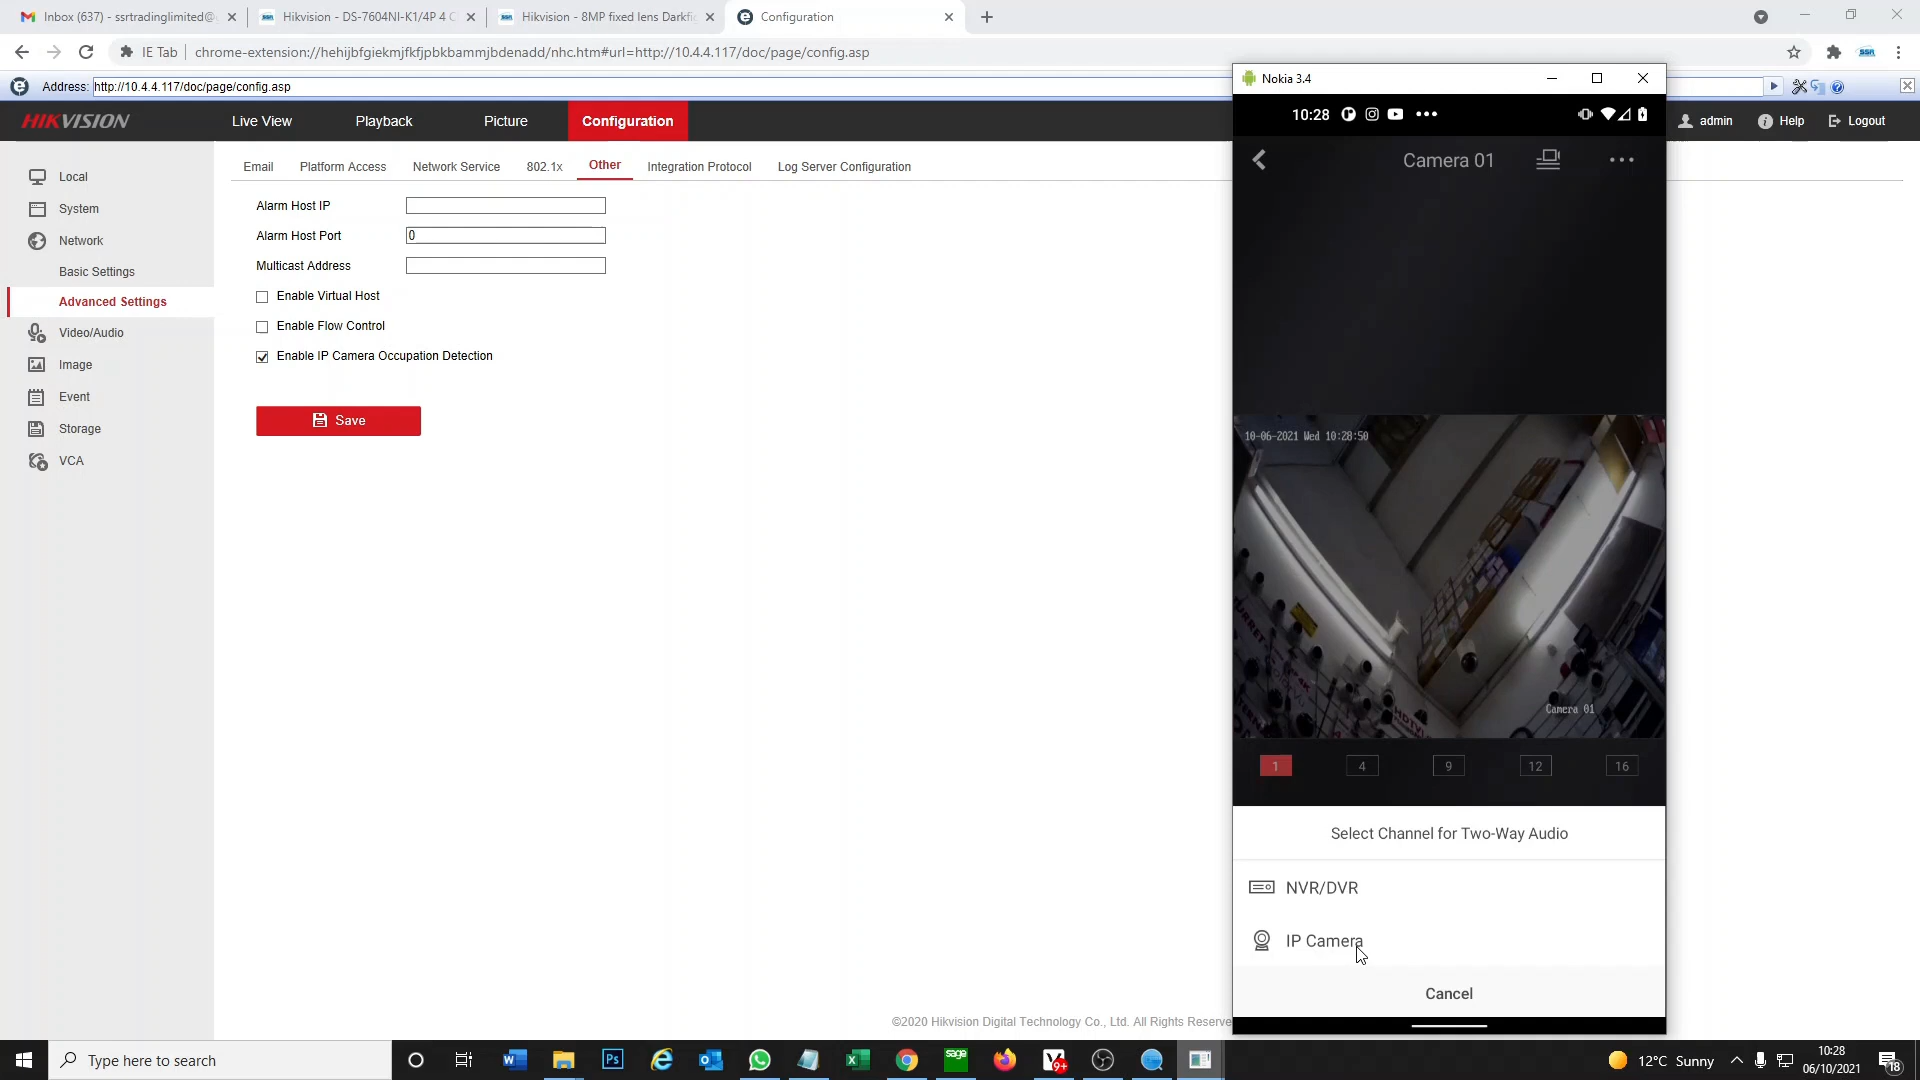 Inbox (637) - ssrtradinglimited@
Hikvision - DS-7604NI-K1/4P 4 C
Hikvision - 8MP fixed lens Darkfi
Configuration
IE Tab
chrome-extension://hehijbfgiekmjfkfjpbkbammjbdenadd/nhc.htm#url=http://10.4.4.117/doc/page/config.asp
Address:
http://10.4.4.117/doc/page/config.asp
HIKVISION
Live View
Playback
Picture
Configuration
admin
Help
Logout
Local
System
Network
Basic Settings
Advanced Settings
Video/Audio
Image
Event
Storage
VCA
Email
Platform Access
Network Service
802.1x
Other
Integration Protocol
Log Server Configuration
Alarm Host IP
Alarm Host Port
0
Multicast Address
Enable Virtual Host
Enable Flow Control
Enable IP Camera Occupation Detection
Save
©2020 Hikvision Digital Technology Co., Ltd. All Rights Reserve
Nokia 3.4
10:28
Camera 01
10-06-2021 Wed 10:28:50
Camera 01
1
4
9
12
16
Select Channel for Two-Way Audio
NVR/DVR
IP Camera
Cancel
Type here to search
sage
9+
12°C Sunny
10:28
06/10/2021
18